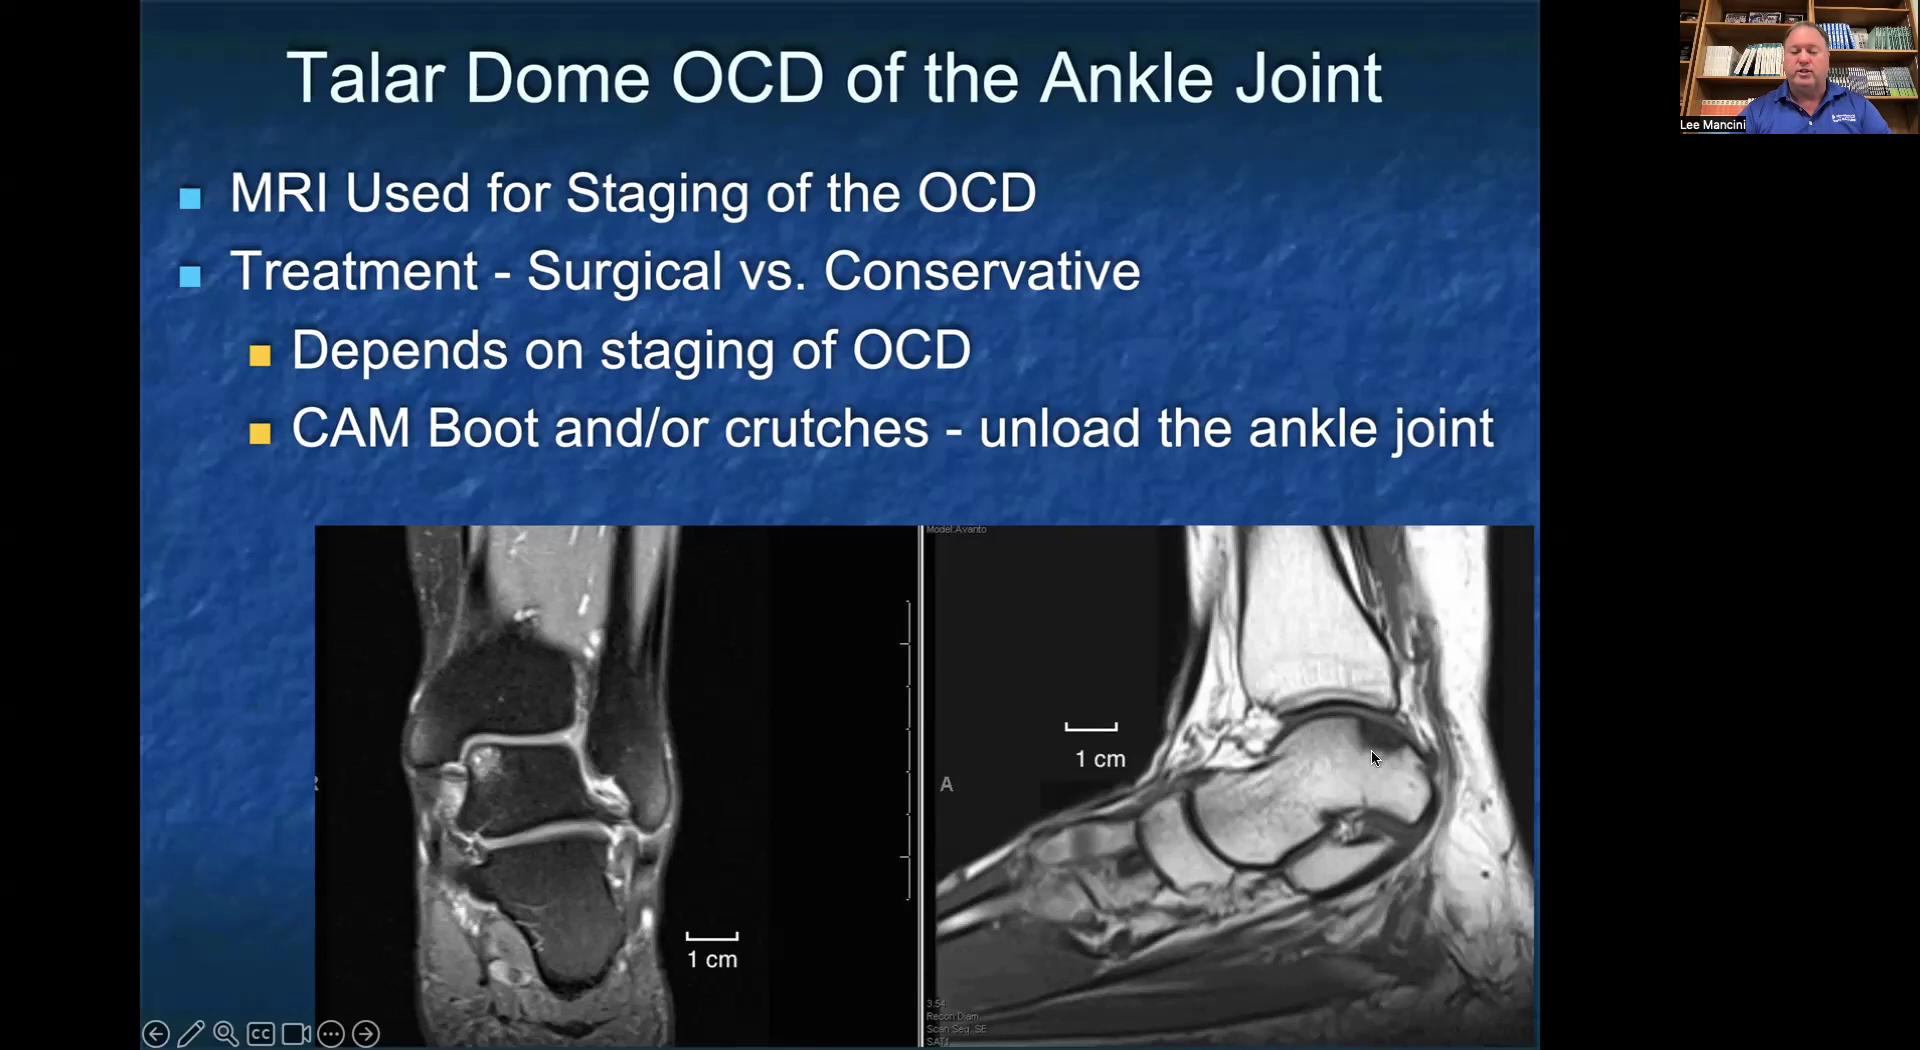 Talar Dome OCD of the Ankle Joint
MRI Used for Staging of the OCD
Treatment - Surgical vs. Conservative
Depends on staging of OCD
CAM Boot and/or crutches - unload the ankle joint
Lee Mancini
Model:Avanto
1 cm
A
R
1 cm
3.54
Recon Diam
Scan Seq. SE
SAT1
CC